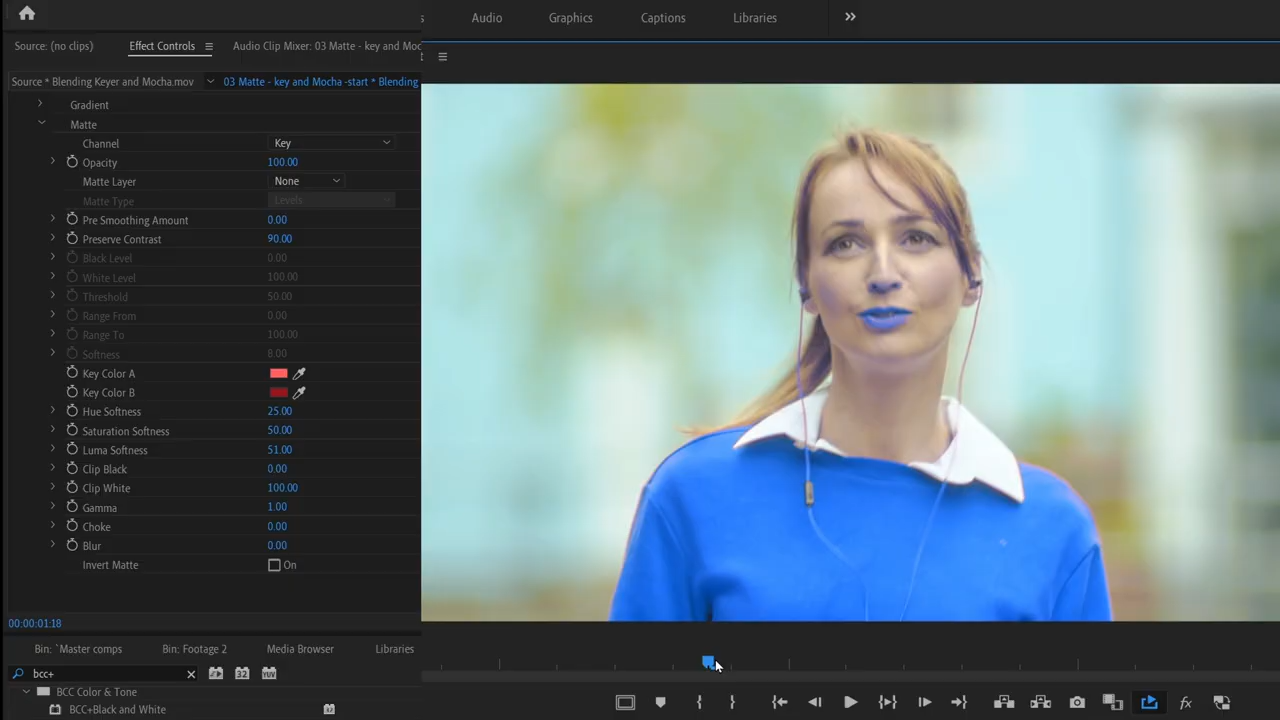 Audio Graphics Captions Libraries
Source: (no clips) Effect Controls Audio Clip Mixer: 03 Matte - key and Moc
Source * Blending Keyer and Mocha.mov 03 Matte - key and Mocha -start * Blending
Gradient
Matte
Channel Key
Opacity 100.00
Matte Layer None
Matte Type Levels
Pre Smoothing Amount 0.00
Preserve Contrast 90.00
Black Level 0.00
White Level 100.00
Threshold 50.00
Range From 0.00
Range To 100.00
Softness 8.00
Key Color A
Key Color B
Hue Softness 25.00
Saturation Softness 50.00
Luma Softness 51.00
Clip Black 0.00
Clip White 100.00
Gamma 1.00
Choke 0.00
Blur 0.00
Invert Matte On
00:00:01:18
Bin: `Master comps Bin: Footage 2 Media Browser Libraries
bcc+ 32 YUV
BCC Color & Tone
BCC+Black and White
fx